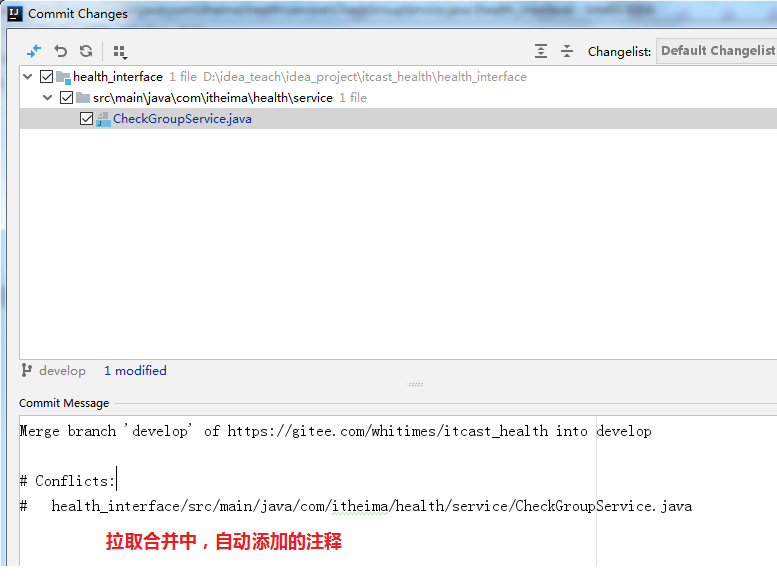 Commit Changes
Changelist: Default Changelist
health_interface 1 file D:\idea_teach\idea_project\itcast_health\health_interface
src\main\java\com\itheima\health\service 1 file
CheckGroupService.java
develop 1 modified
Commit Message
Merge branch 'develop' of https://gitee.com/whitimes/itcast_health into develop
# Conflicts:
# health_interface/src/main/java/com/itheima/health/service/CheckGroupService.java
拉取合并中，自动添加的注释